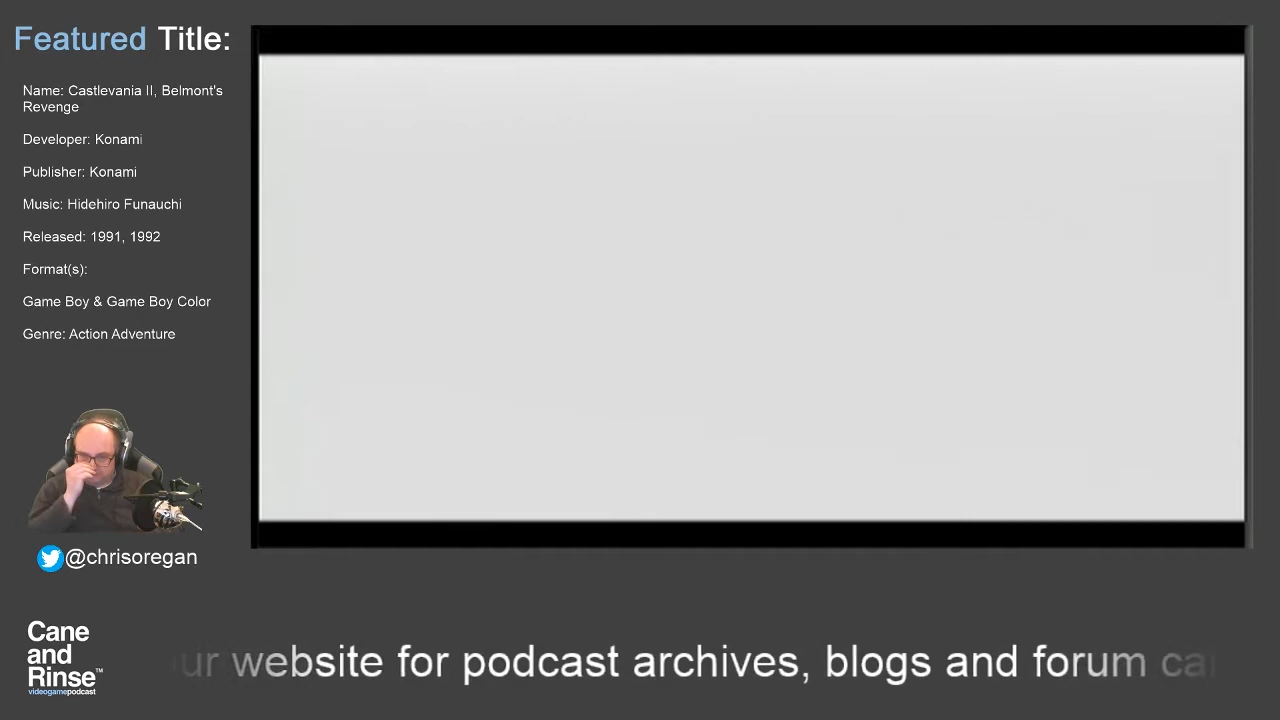 Featured Title:
Name: Castlevania II, Belmont's
Revenge
Developer: Konami
Publisher: Konami
Music: Hidehiro Funauchi
Released: 1991, 1992
Format(s):
Game Boy & Game Boy Color
Genre: Action Adventure
@chrisoregan
Cane
and
Rinse™
videogamepodcast
website for podcast archives, blogs and forum